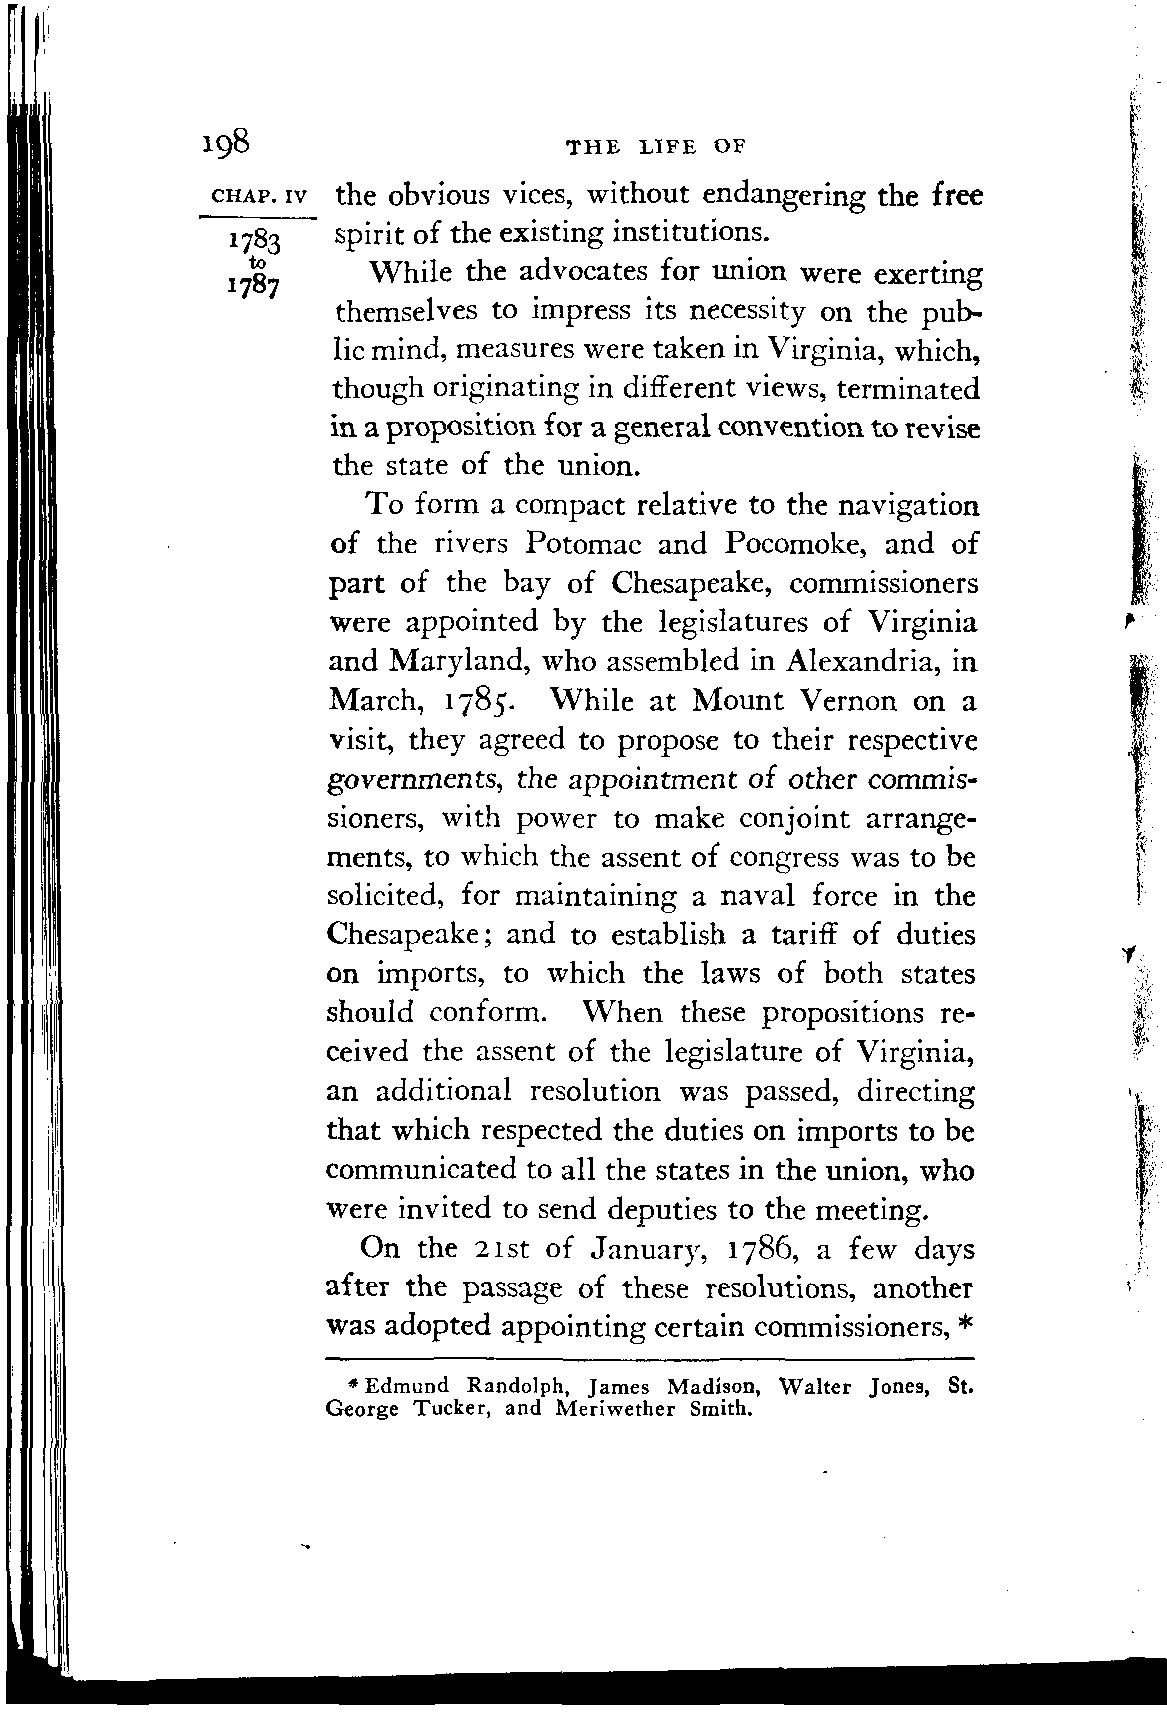 198 THE LIFE OF
CHAP. IV the obvious vices, without endangering the free
1783 spirit of the existing institutions.
to
1787 While the advocates for union were exerting
themselves to impress its necessity on the pub-
lic mind, measures were taken in Virginia, which,
though originating in different views, terminated
in a proposition for a general convention to revise
the state of the union.
To form a compact relative to the navigation
of the rivers Potomac and Pocomoke, and of
part of the bay of Chesapeake, commissioners
were appointed by the legislatures of Virginia
and Maryland, who assembled in Alexandria, in
March, 1785. While at Mount Vernon on a
visit, they agreed to propose to their respective
governments, the appointment of other commis-
sioners, with power to make conjoint arrange-
ments, to which the assent of congress was to be
solicited, for maintaining a naval force in the
Chesapeake; and to establish a tariff of duties
on imports, to which the laws of both states
should conform. When these propositions re-
ceived the assent of the legislature of Virginia,
an additional resolution was passed, directing
that which respected the duties on imports to be
communicated to all the states in the union, who
were invited to send deputies to the meeting.
On the 21st of January, 1786, a few days
after the passage of these resolutions, another
was adopted appointing certain commissioners, *
* Edmund Randolph, James Madison, Walter Jones, St.
George Tucker, and Meriwether Smith.